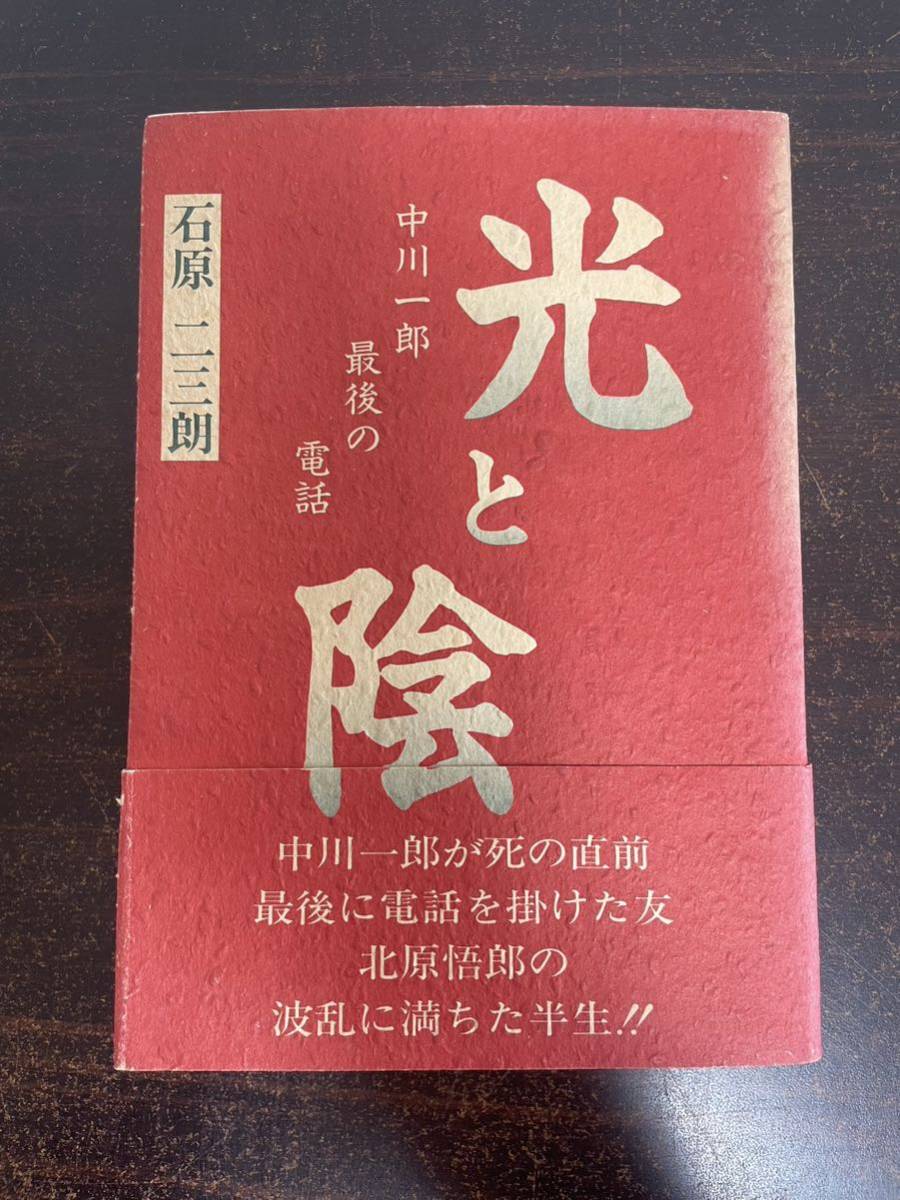 光と陰
中川一郎
最後の
電話
石原 二三朗
中川一郎が死の直前
最後に電話を掛けた友
北原悟郎の
波乱に満ちた半生!!